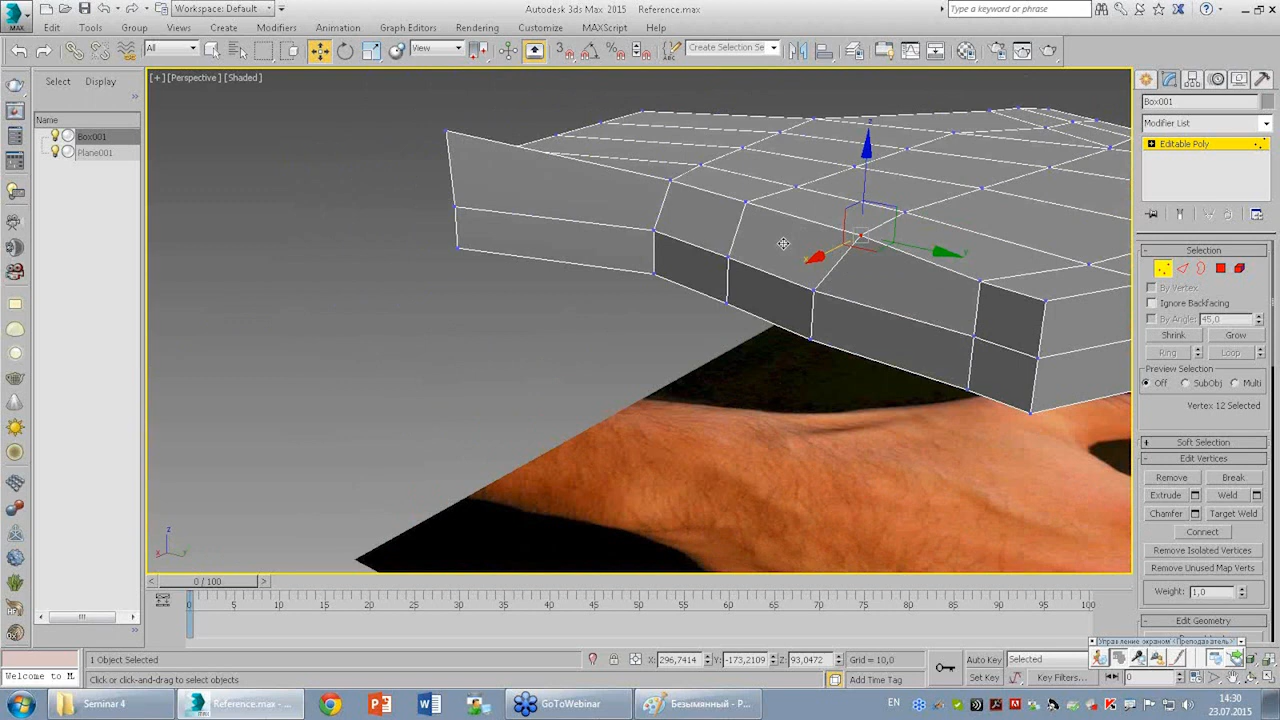 Workspace: Default
Autodesk 3ds Max 2015    Reference.max
Type a keyword or phrase
MAX
Edit Tools Group Views Create Modifiers Animation Graph Editors Rendering Customize MAXScript Help
All View Create Selection Se
Select Display
[+] [Perspective] [Shaded]
Name
Box001
Plane001
Box001
Modifier List
Editable Poly
Selection
By Vertex
Ignore Backfacing
By Angle: 45,0
Shrink Grow
Ring Loop
Preview Selection
Off SubObj Multi
Vertex 12 Selected
Soft Selection
Edit Vertices
Remove Break
Extrude Weld
Chamfer Target Weld
Connect
Remove Isolated Vertices
Remove Unused Map Verts
Weight: 1,0
Edit Geometry
z
x
y
0 / 100
0 5 10 15 20 25 30 35 40 45 50 55 60 65 70 75 80 85 90 95 100
Управление экраном "Преподаватель"
1 Object Selected
X: 296,7414 Y: -173,2109 Z: 93,0472 Grid = 10,0
Auto Key Selected
Welcome to M
Click or click-and-drag to select objects
Add Time Tag
Set Key Key Filters... 0
Seminar 4
Reference.max - ...
GoToWebinar
Безымянный - P...
EN
14:30
23.07.2015